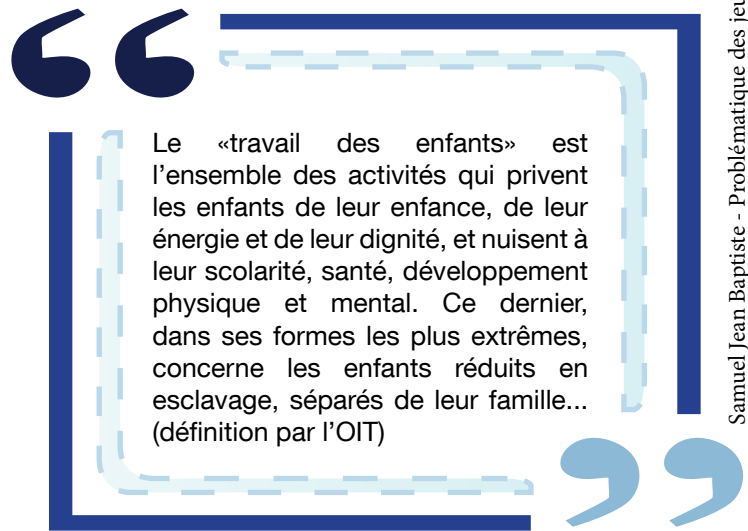 Le «travail des enfants» est
l’ensemble des activités qui privent
les enfants de leur enfance, de leur
énergie et de leur dignité, et nuisent à
leur scolarité, santé, développement
physique et mental. Ce dernier,
dans ses formes les plus extrêmes,
concerne les enfants réduits en
esclavage, séparés de leur famille...
(définition par l’OIT)
Samuel Jean Baptiste - Problématique des